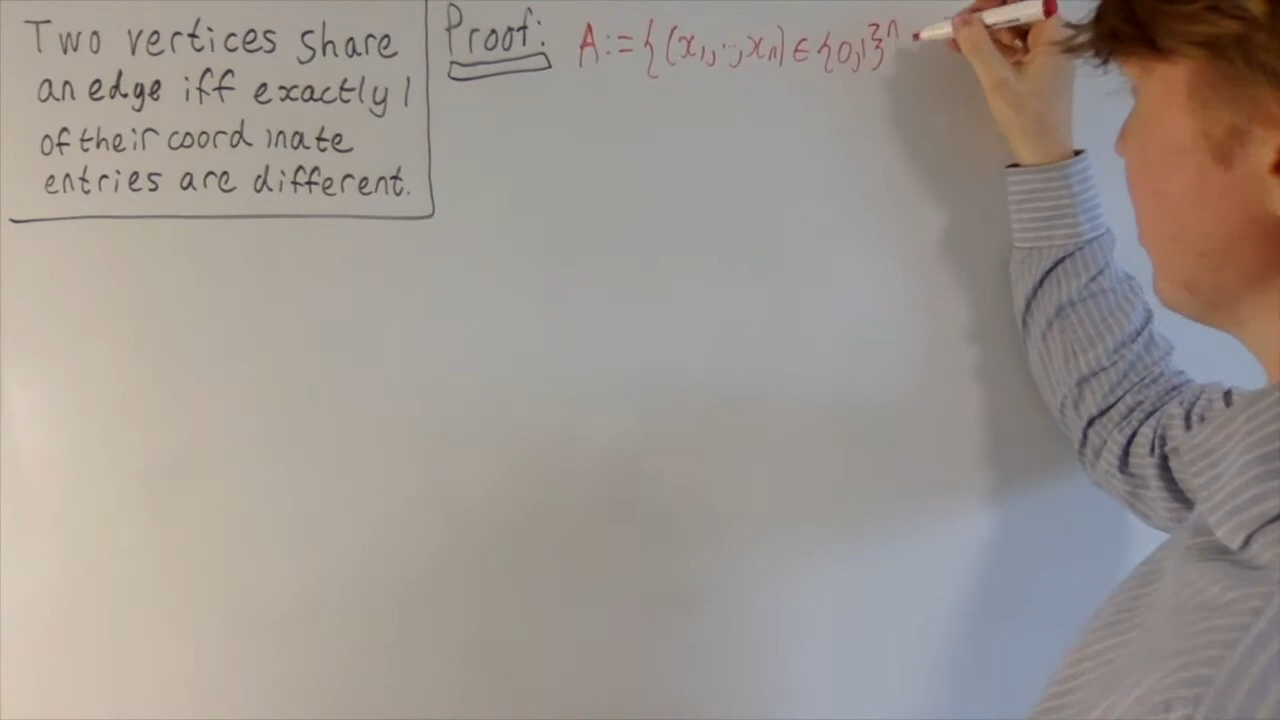 Two vertices share
an edge iff exactly 1
of their coordinate
entries are different.
Proof: A:={(x₁,...,xₙ)∈{0,1}ⁿ